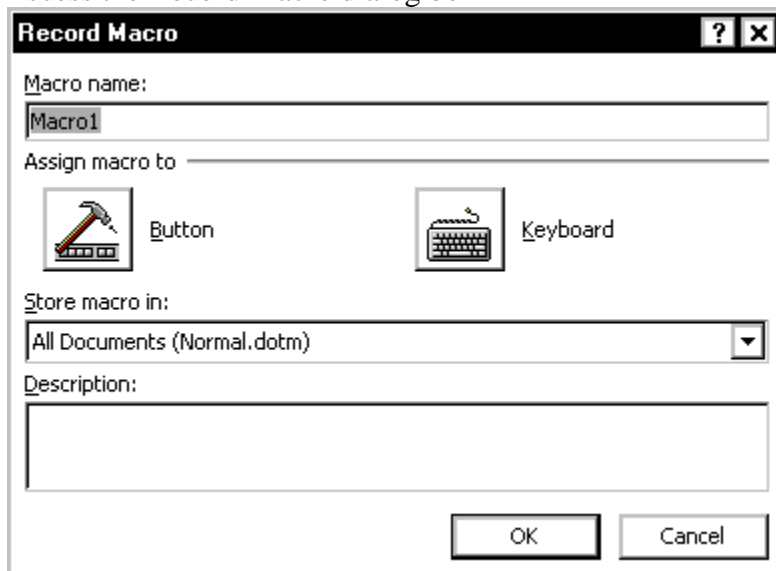 Record Macro
Macro name:
Macro1
Assign macro to
Button
Keyboard
Store macro in:
All Documents (Normal.dotm)
Description:
OK
Cancel